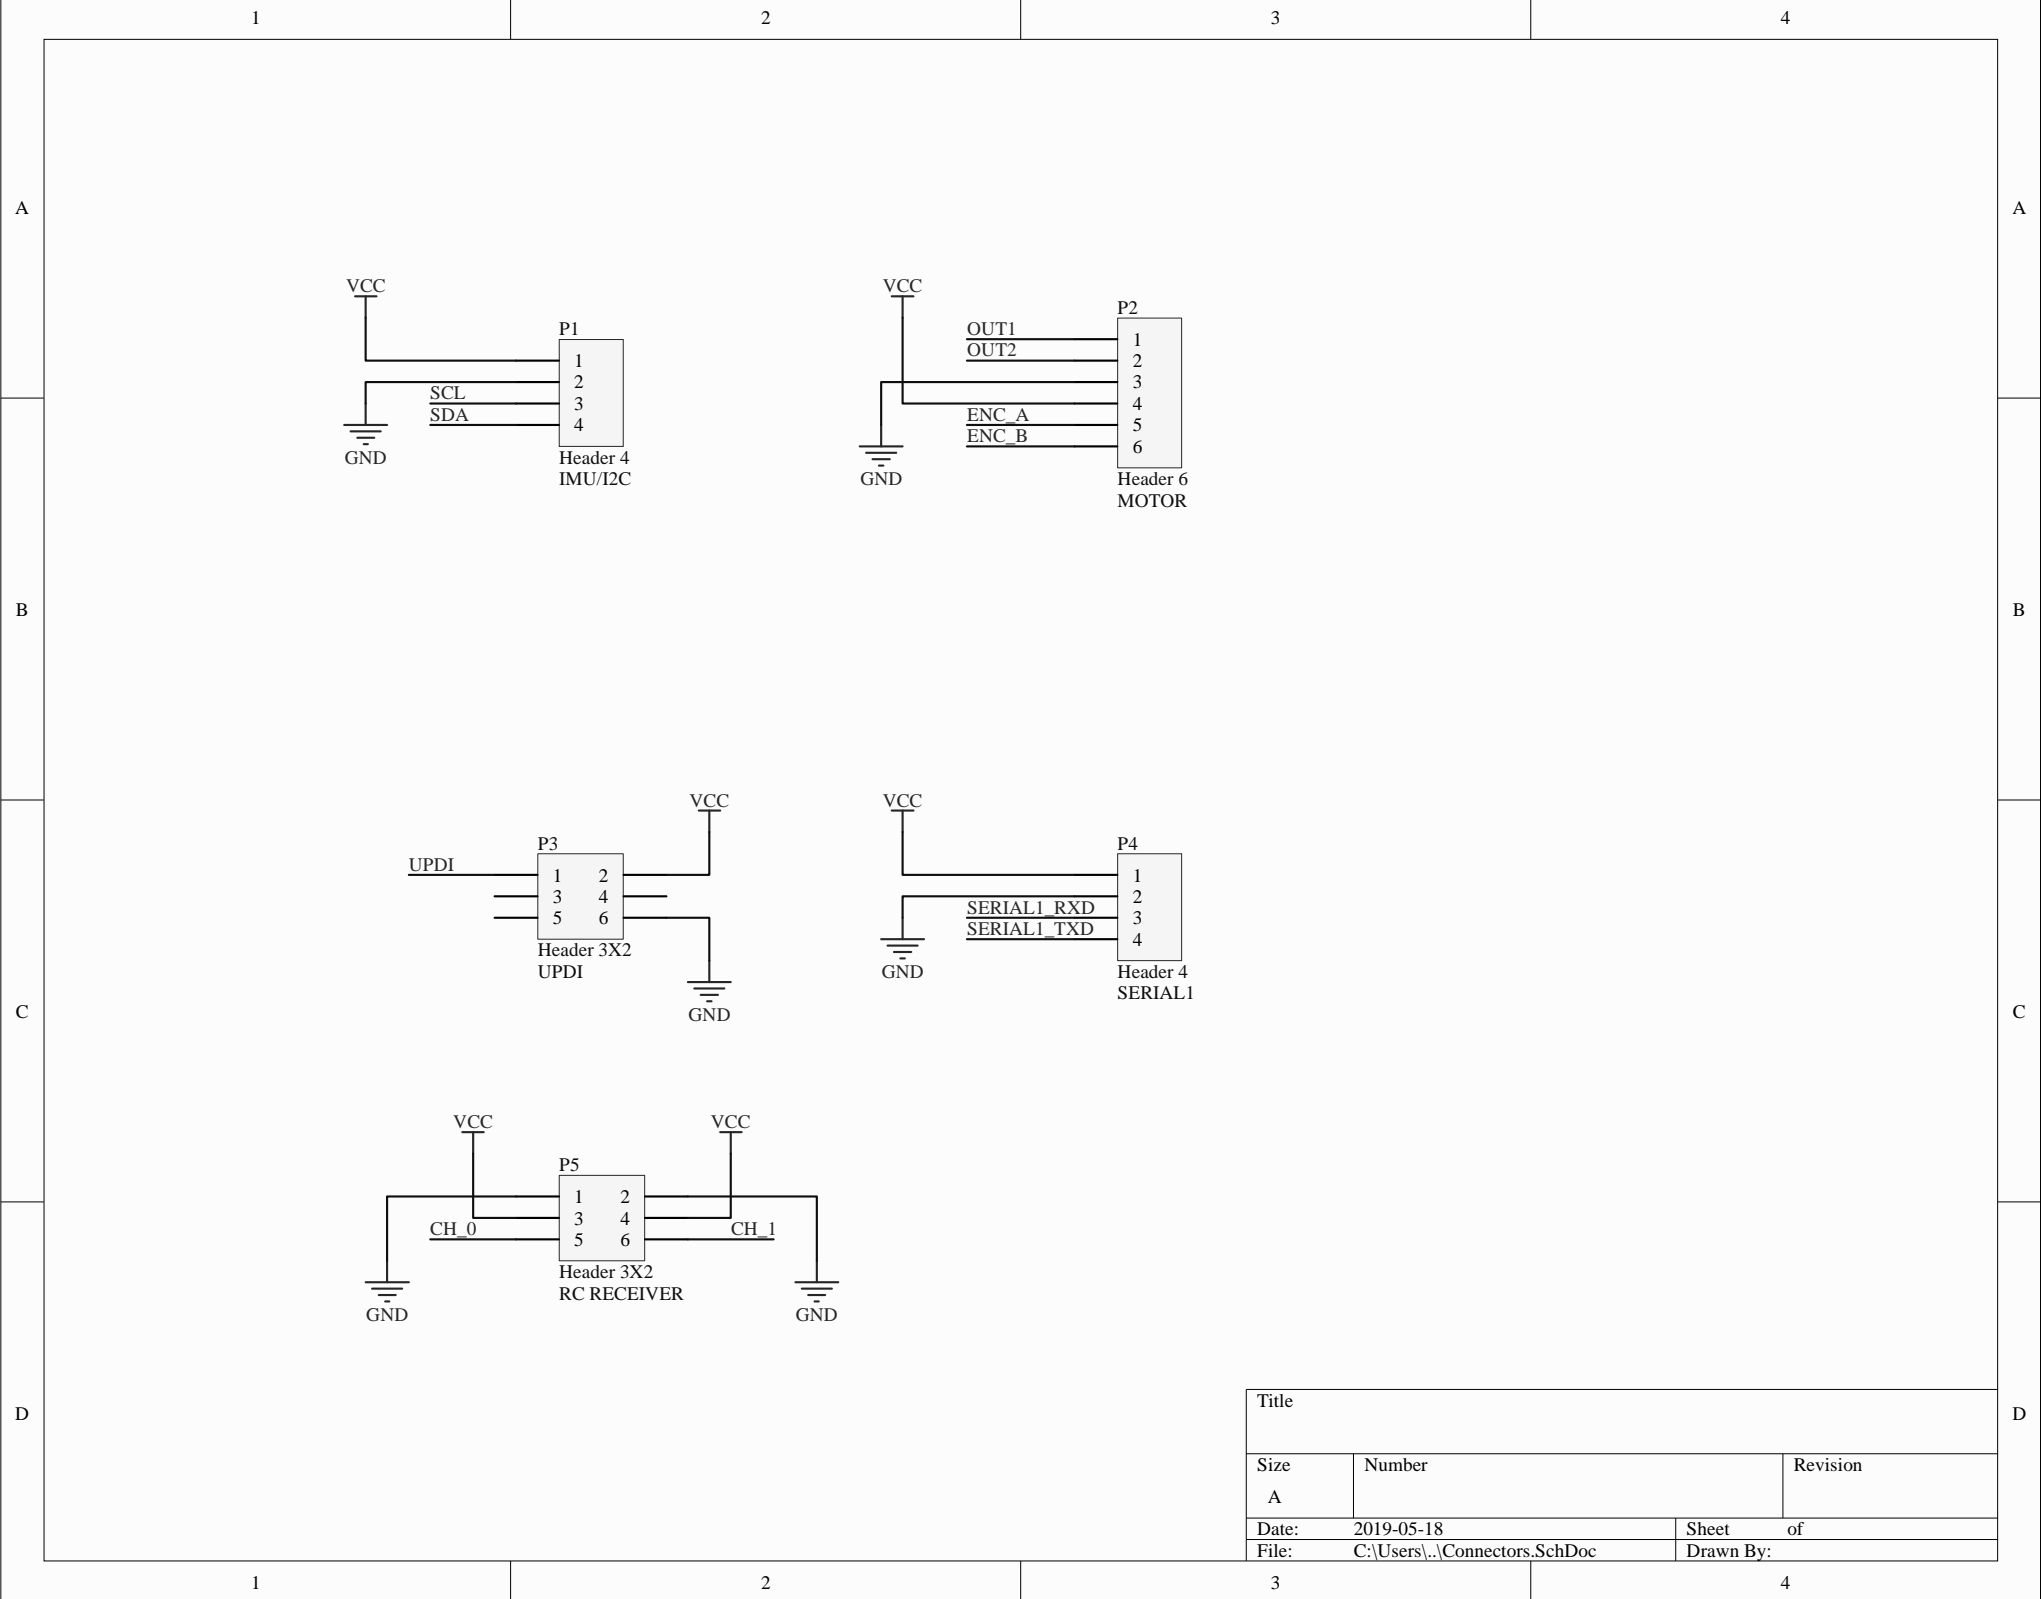 1 2 3 4
A A
VCC VCC
P2
P1
OUT1 1
OUT2 2
1
2 3
SCL 3 4
SDA 4 ENC_A 5
ENC_B 6
GND Header 4 GND Header 6
IMU/I2C MOTOR
B B
VCC VCC
P3 P4
UPDI 1 2 1
3 4 2
5 6 SERIAL1_RXD 3
SERIAL1_TXD 4
Header 3X2
UPDI GND Header 4
SERIAL1
GND
C C
VCC VCC
P5
1 2
3 4
CH_0 5 6 CH_1
Header 3X2
RC RECEIVER
GND GND
D D
Title
Size Number Revision
A
Date: 2019-05-18 Sheet of
File: C:\Users\..\Connectors.SchDoc Drawn By:
1 2 3 4